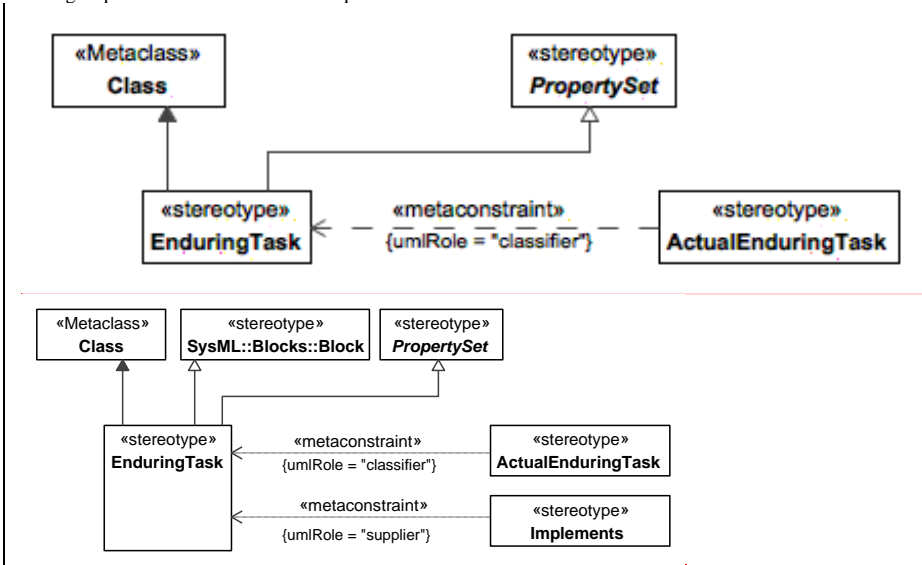 «Metaclass»
Class
«stereotype»
PropertySet
«stereotype»
EnduringTask
«metaconstraint»
{umlRole = "classifier"}
«stereotype»
ActualEnduringTask
«Metaclass»
Class
«stereotype»
SysML::Blocks::Block
«stereotype»
PropertySet
«stereotype»
EnduringTask
«metaconstraint»
{umlRole = "classifier"}
«stereotype»
ActualEnduringTask
«metaconstraint»
{umlRole = "supplier"}
«stereotype»
Implements